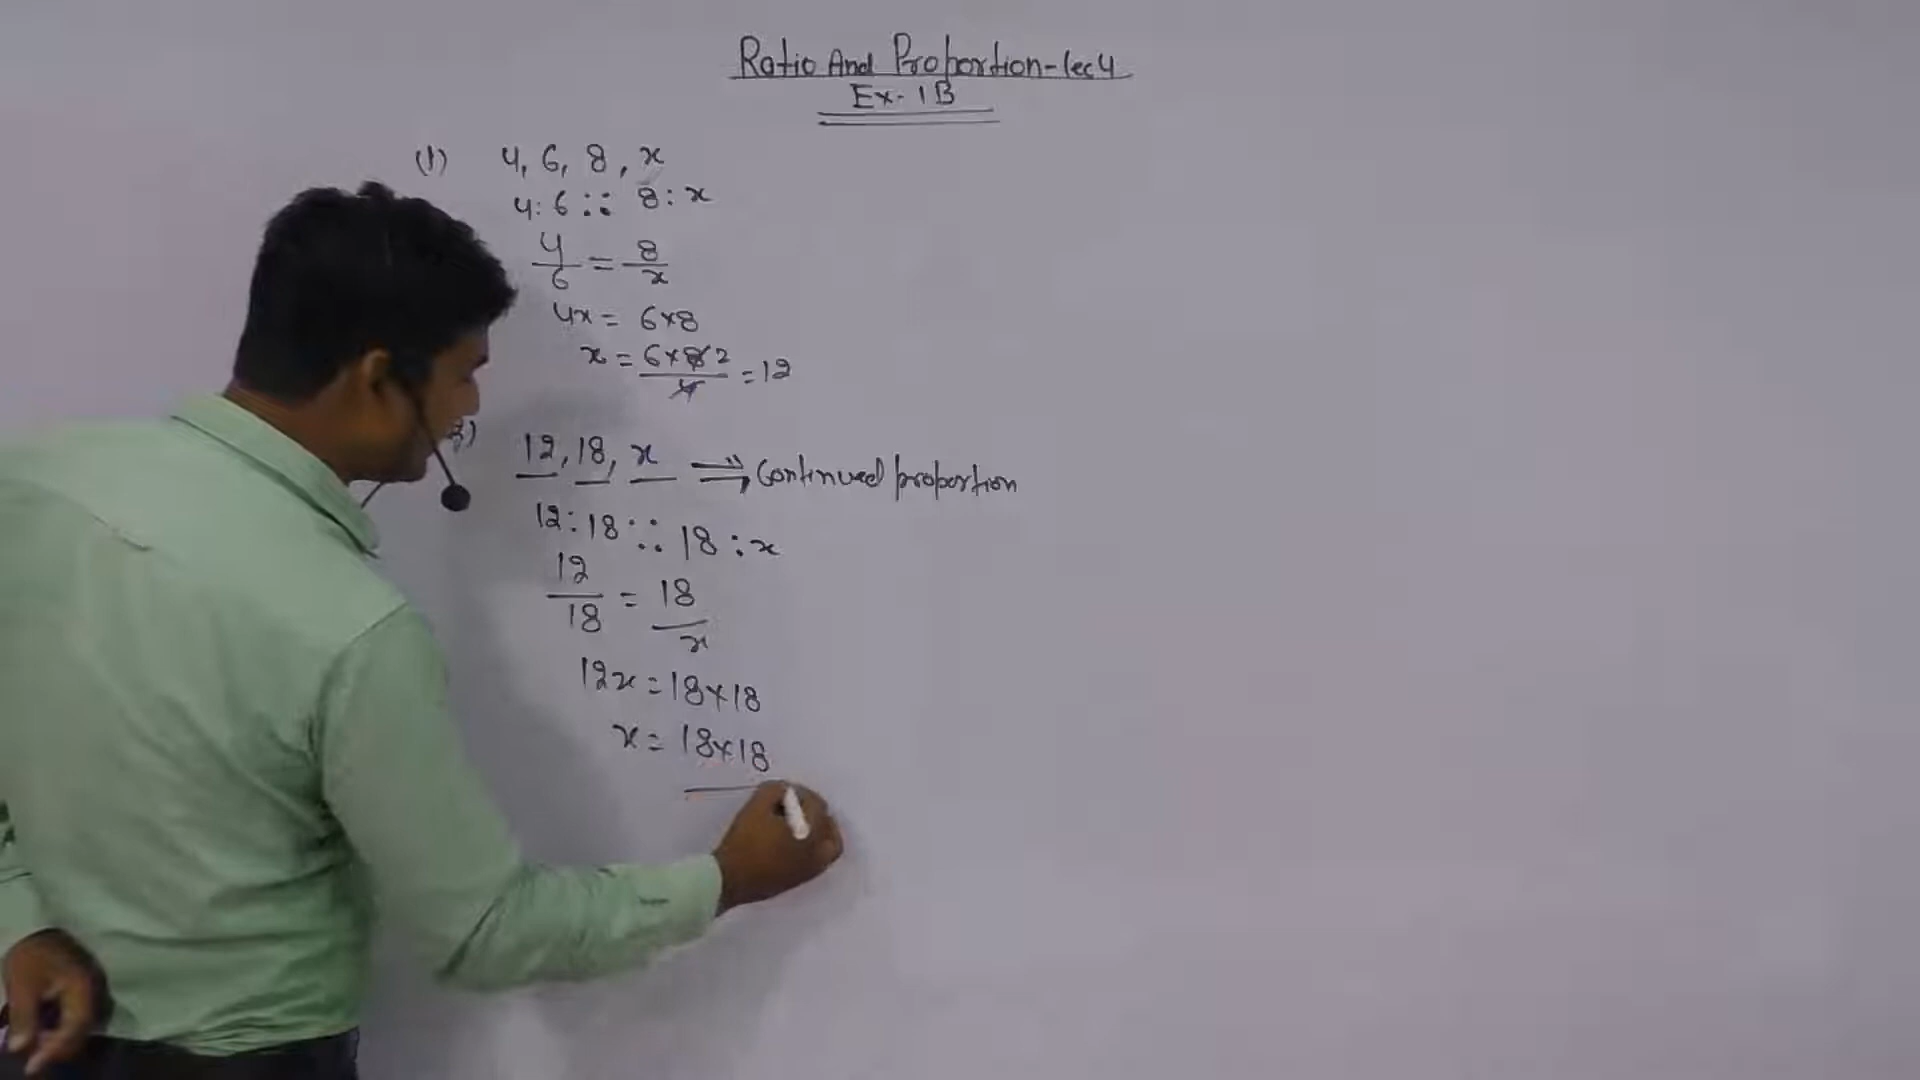 Ratio And Proportion-lec 4
Ex-1B
(1) 4, 6, 8, x
4:6 :: 8:x
4/6 = 8/x
4x = 6×8
x = 6×8 2/4 = 12
12, 18, x ⇒ Continued proportion
12:18 :: 18:x
12/18 = 18/x
12x = 18×18
x = 18×18